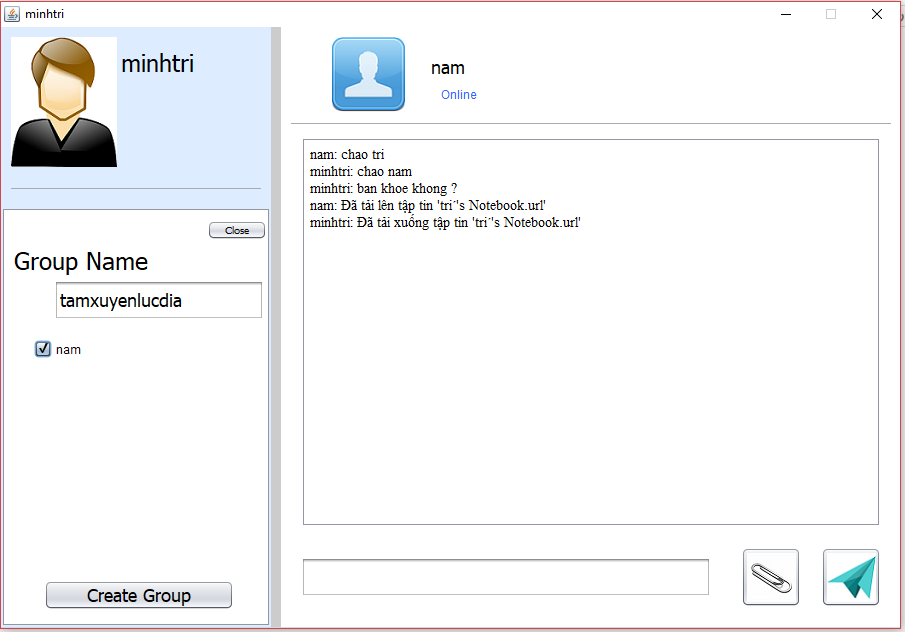 minhtri
minhtri
Close
Group Name
tamxuyenlucdia
nam
Create Group
nam
Online
nam: chao tri
minhtri: chao nam
minhtri: ban khoe khong ?
nam: Đã tải lên tập tin 'tri´'s Notebook.url'
minhtri: Đã tải xuống tập tin 'tri´'s Notebook.url'